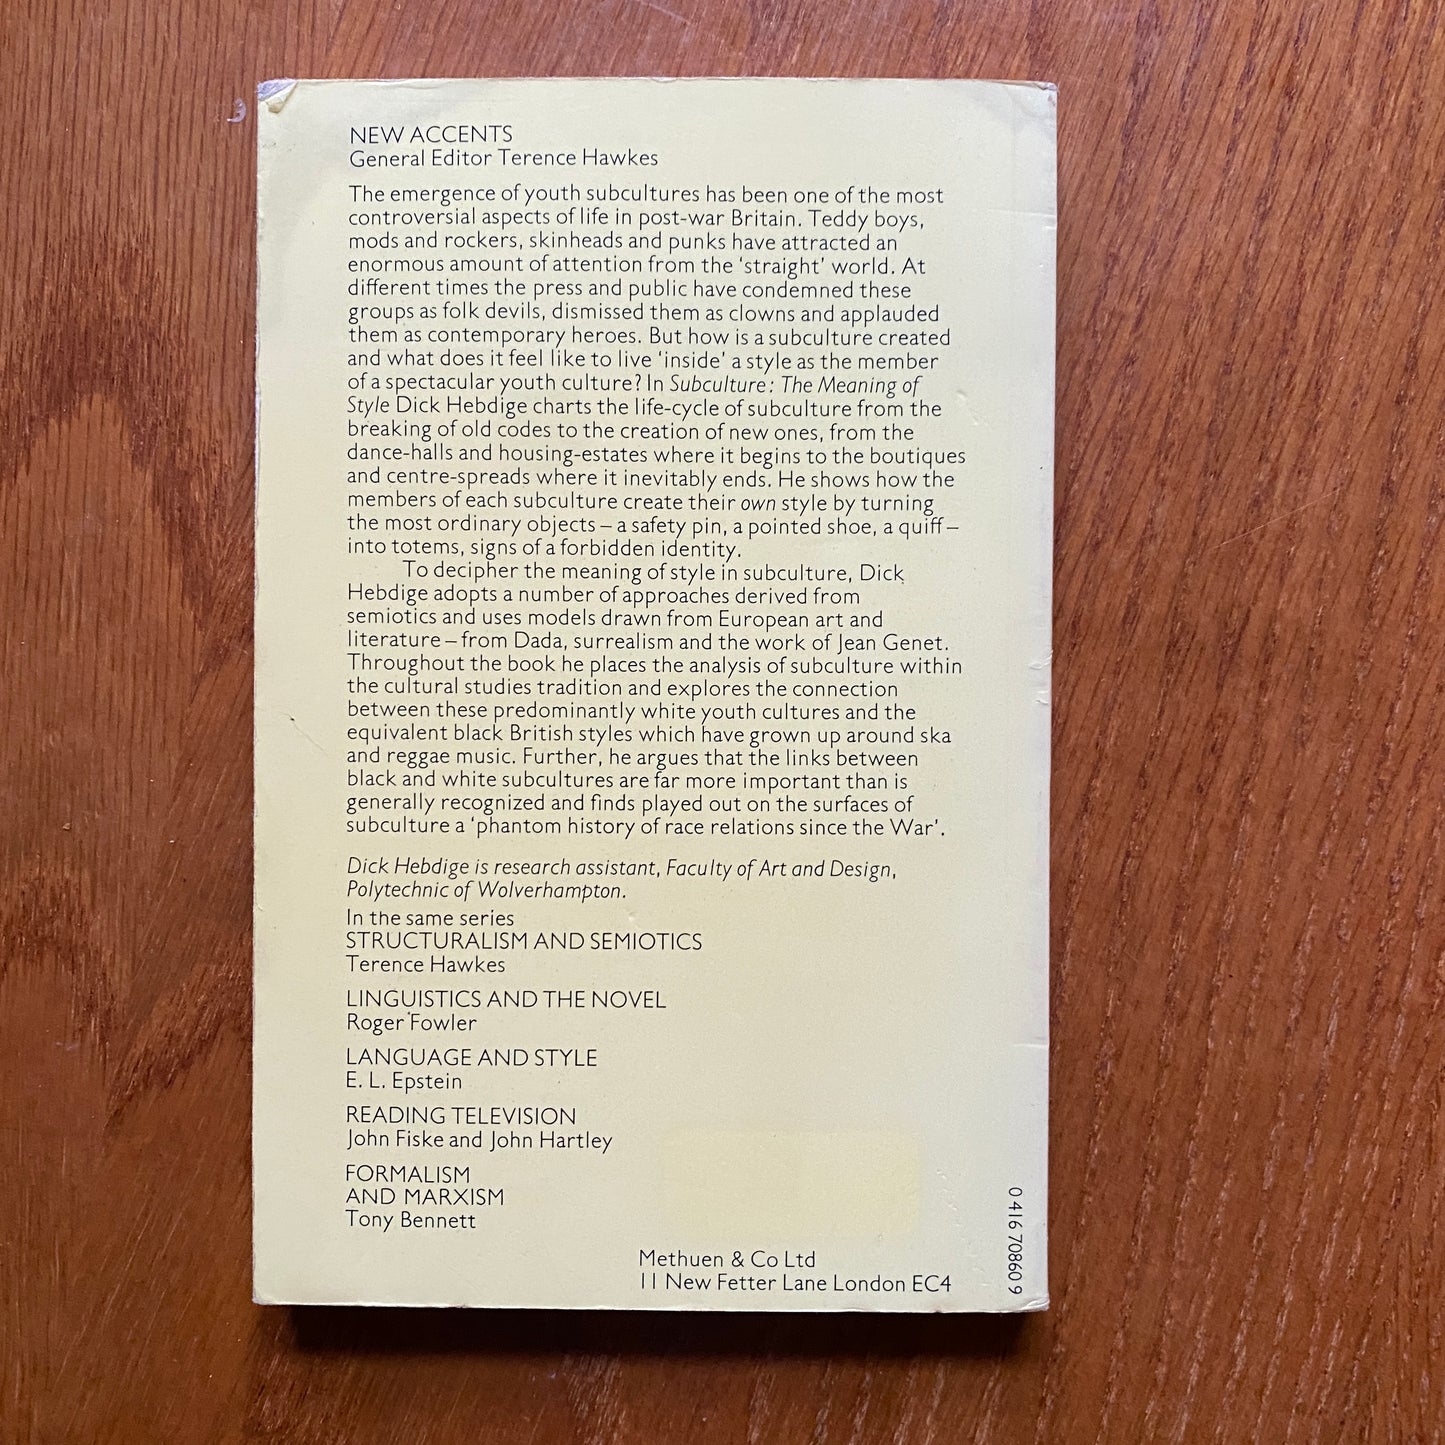 NEW ACCENTS
General Editor Terence Hawkes
The emergence of youth subcultures has been one of the most
controversial aspects of life in post-war Britain. Teddy boys,
mods and rockers, skinheads and punks have attracted an
enormous amount of attention from the ‘straight’ world. At
different times the press and public have condemned these
groups as folk devils, dismissed them as clowns and applauded
them as contemporary heroes. But how is a subculture created
and what does it feel like to live ‘inside’ a style as the member
of a spectacular youth culture? In Subculture: The Meaning of
Style Dick Hebdige charts the life-cycle of subculture from the
breaking of old codes to the creation of new ones, from the
dance-halls and housing-estates where it begins to the boutiques
and centre-spreads where it inevitably ends. He shows how the
members of each subculture create their own style by turning
the most ordinary objects – a safety pin, a pointed shoe, a quiff –
into totems, signs of a forbidden identity.
To decipher the meaning of style in subculture, Dick
Hebdige adopts a number of approaches derived from
semiotics and uses models drawn from European art and
literature – from Dada, surrealism and the work of Jean Genet.
Throughout the book he places the analysis of subculture within
the cultural studies tradition and explores the connection
between these predominantly white youth cultures and the
equivalent black British styles which have grown up around ska
and reggae music. Further, he argues that the links between
black and white subcultures are far more important than is
generally recognized and finds played out on the surfaces of
subculture a ‘phantom history of race relations since the War’.
Dick Hebdige is research assistant, Faculty of Art and Design,
Polytechnic of Wolverhampton.
In the same series
STRUCTURALISM AND SEMIOTICS
Terence Hawkes
LINGUISTICS AND THE NOVEL
Roger Fowler
LANGUAGE AND STYLE
E. L. Epstein
READING TELEVISION
John Fiske and John Hartley
FORMALISM
AND MARXISM
Tony Bennett
Methuen & Co Ltd
11 New Fetter Lane London EC4
0 416 70860 9